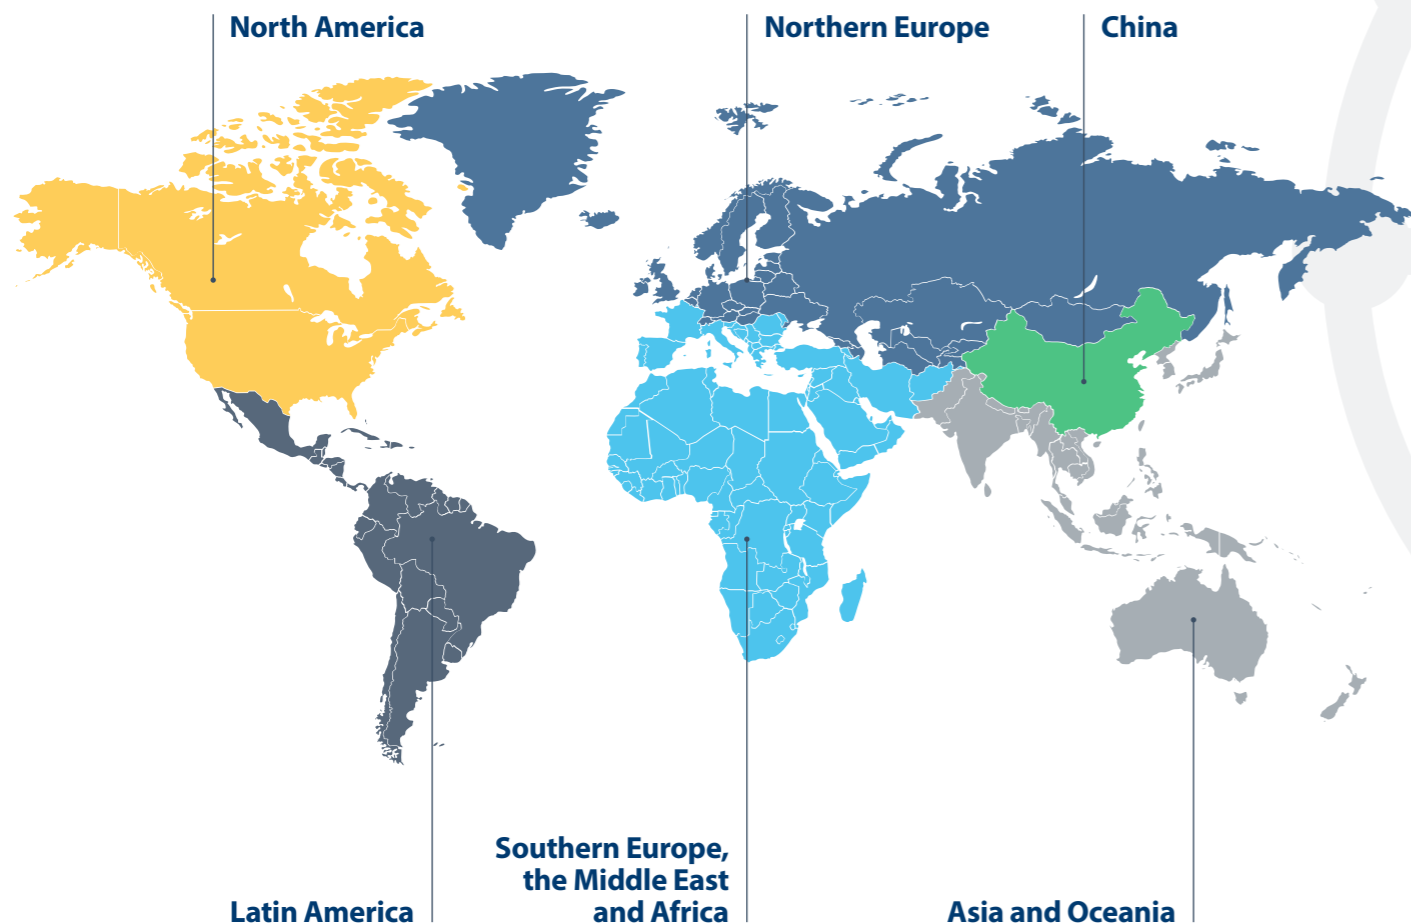 North America
Northern Europe
China
Southern Europe,
the Middle East
and Africa
Latin America
Asia and Oceania